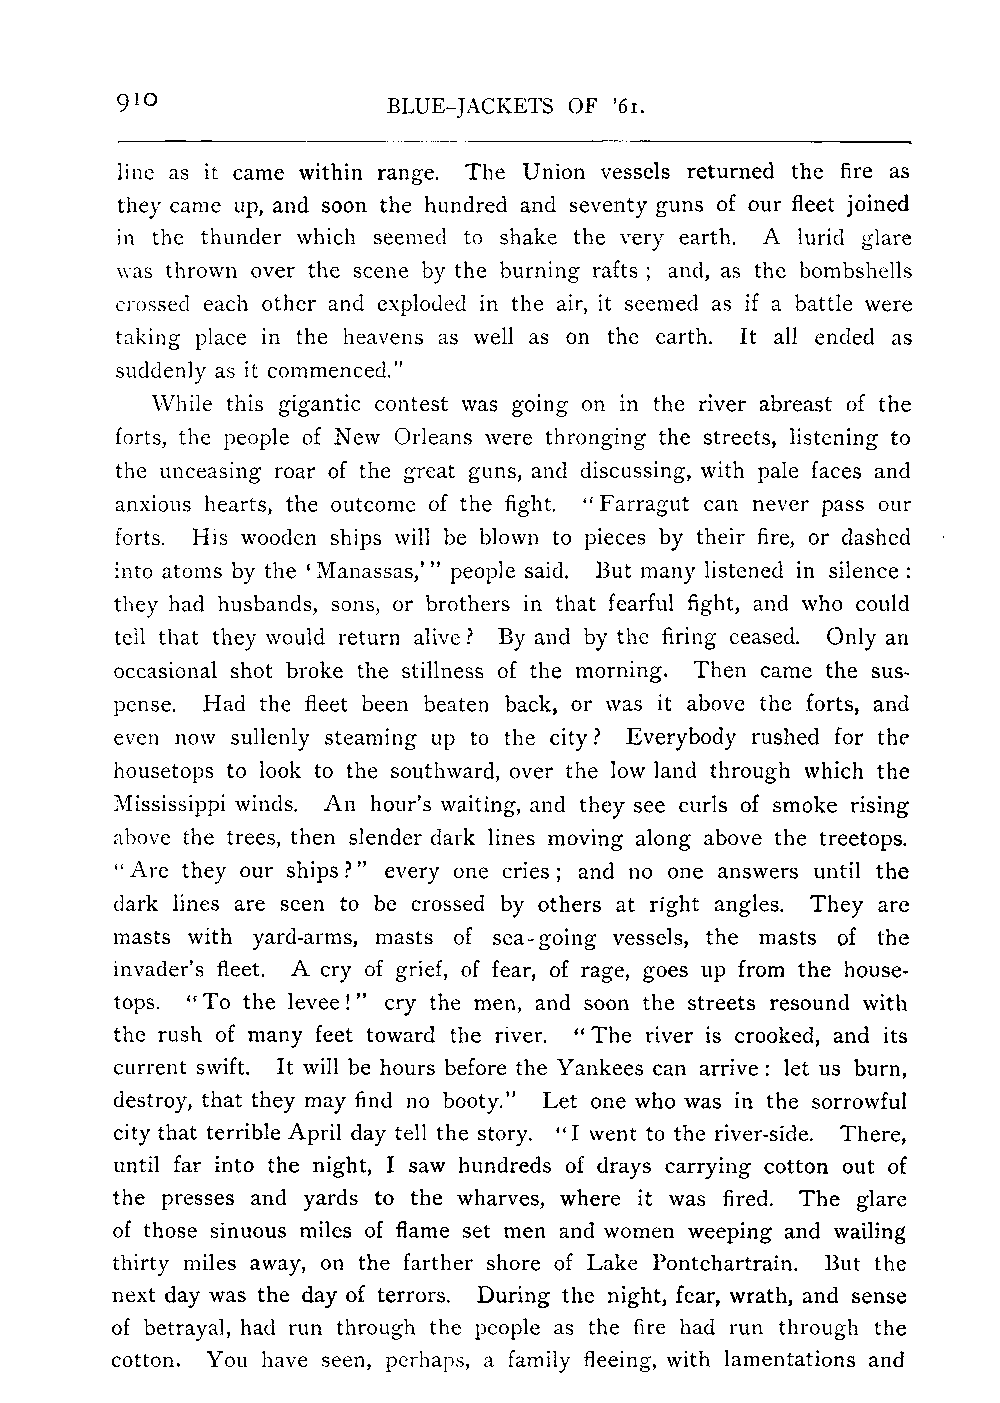 910
BLUE-JACKETS OF '61.
line as it came within range. The Union vessels returned the fire as
they came up, and soon the hundred and seventy guns of our fleet joined
in the thunder which seemed to shake the very earth. A lurid glare
was thrown over the scene by the burning rafts ; and, as the bombshells
crossed each other and exploded in the air, it seemed as if a battle were
taking place in the heavens as well as on the earth. It all ended as
suddenly as it commenced."
While this gigantic contest was going on in the river abreast of the
forts, the people of New Orleans were thronging the streets, listening to
the unceasing roar of the great guns, and discussing, with pale faces and
anxious hearts, the outcome of the fight. "Farragut can never pass our
forts. His wooden ships will be blown to pieces by their fire, or dashed
into atoms by the 'Manassas,'" people said. But many listened in silence :
they had husbands, sons, or brothers in that fearful fight, and who could
tell that they would return alive? By and by the firing ceased. Only an
occasional shot broke the stillness of the morning. Then came the sus-
pense. Had the fleet been beaten back, or was it above the forts, and
even now sullenly steaming up to the city? Everybody rushed for the
housetops to look to the southward, over the low land through which the
Mississippi winds. An hour's waiting, and they see curls of smoke rising
above the trees, then slender dark lines moving along above the treetops.
"Are they our ships?" every one cries; and no one answers until the
dark lines are seen to be crossed by others at right angles. They are
masts with yard-arms, masts of sea-going vessels, the masts of the
invader's fleet. A cry of grief, of fear, of rage, goes up from the house-
tops. "To the levee!" cry the men, and soon the streets resound with
the rush of many feet toward the river. "The river is crooked, and its
current swift. It will be hours before the Yankees can arrive : let us burn,
destroy, that they may find no booty." Let one who was in the sorrowful
city that terrible April day tell the story. "I went to the river-side. There,
until far into the night, I saw hundreds of drays carrying cotton out of
the presses and yards to the wharves, where it was fired. The glare
of those sinuous miles of flame set men and women weeping and wailing
thirty miles away, on the farther shore of Lake Pontchartrain. But the
next day was the day of terrors. During the night, fear, wrath, and sense
of betrayal, had run through the people as the fire had run through the
cotton. You have seen, perhaps, a family fleeing, with lamentations and